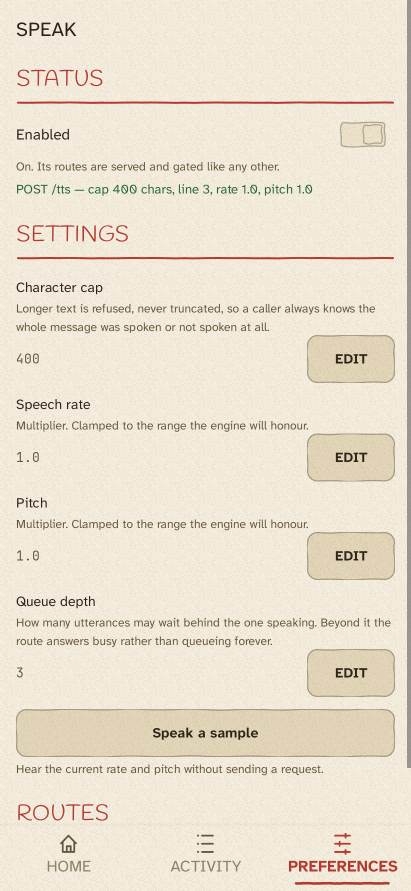 SPEAK
STATUS
Enabled
On. Its routes are served and gated like any other.
POST /tts — cap 400 chars, line 3, rate 1.0, pitch 1.0
SETTINGS
Character cap
Longer text is refused, never truncated, so a caller always knows the
whole message was spoken or not spoken at all.
400
EDIT
Speech rate
Multiplier. Clamped to the range the engine will honour.
1.0
EDIT
Pitch
Multiplier. Clamped to the range the engine will honour.
1.0
EDIT
Queue depth
How many utterances may wait behind the one speaking. Beyond it the
route answers busy rather than queueing forever.
3
EDIT
Speak a sample
Hear the current rate and pitch without sending a request.
ROUTES
HOME
ACTIVITY
PREFERENCES